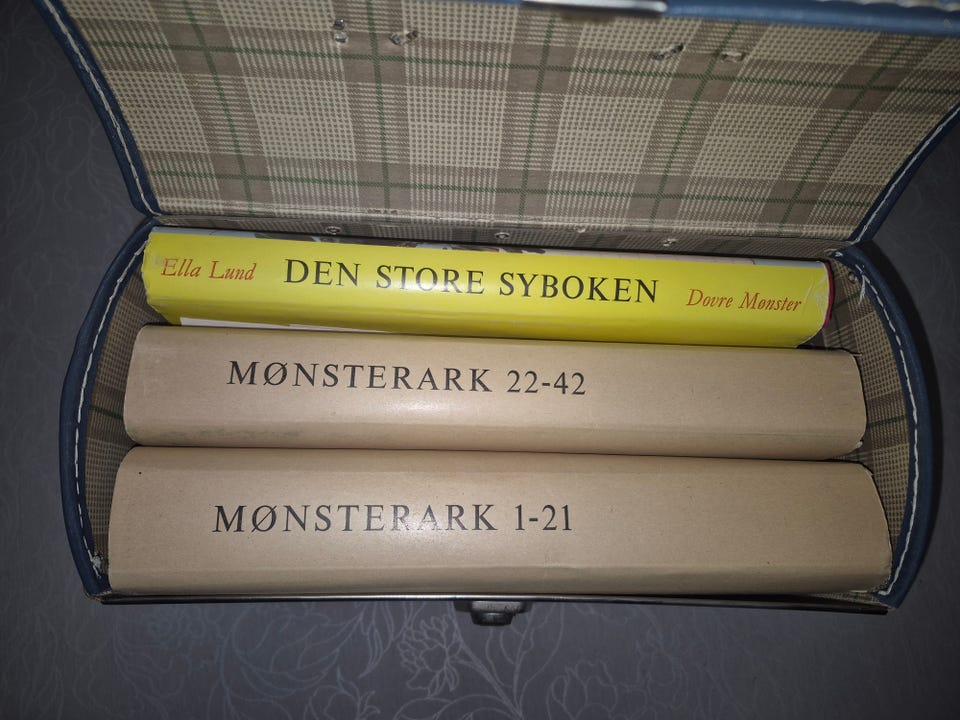 Ella Lund DEN STORE SYBOKEN Dovre Mønster
MØNSTERARK 22-42
MØNSTERARK 1-21